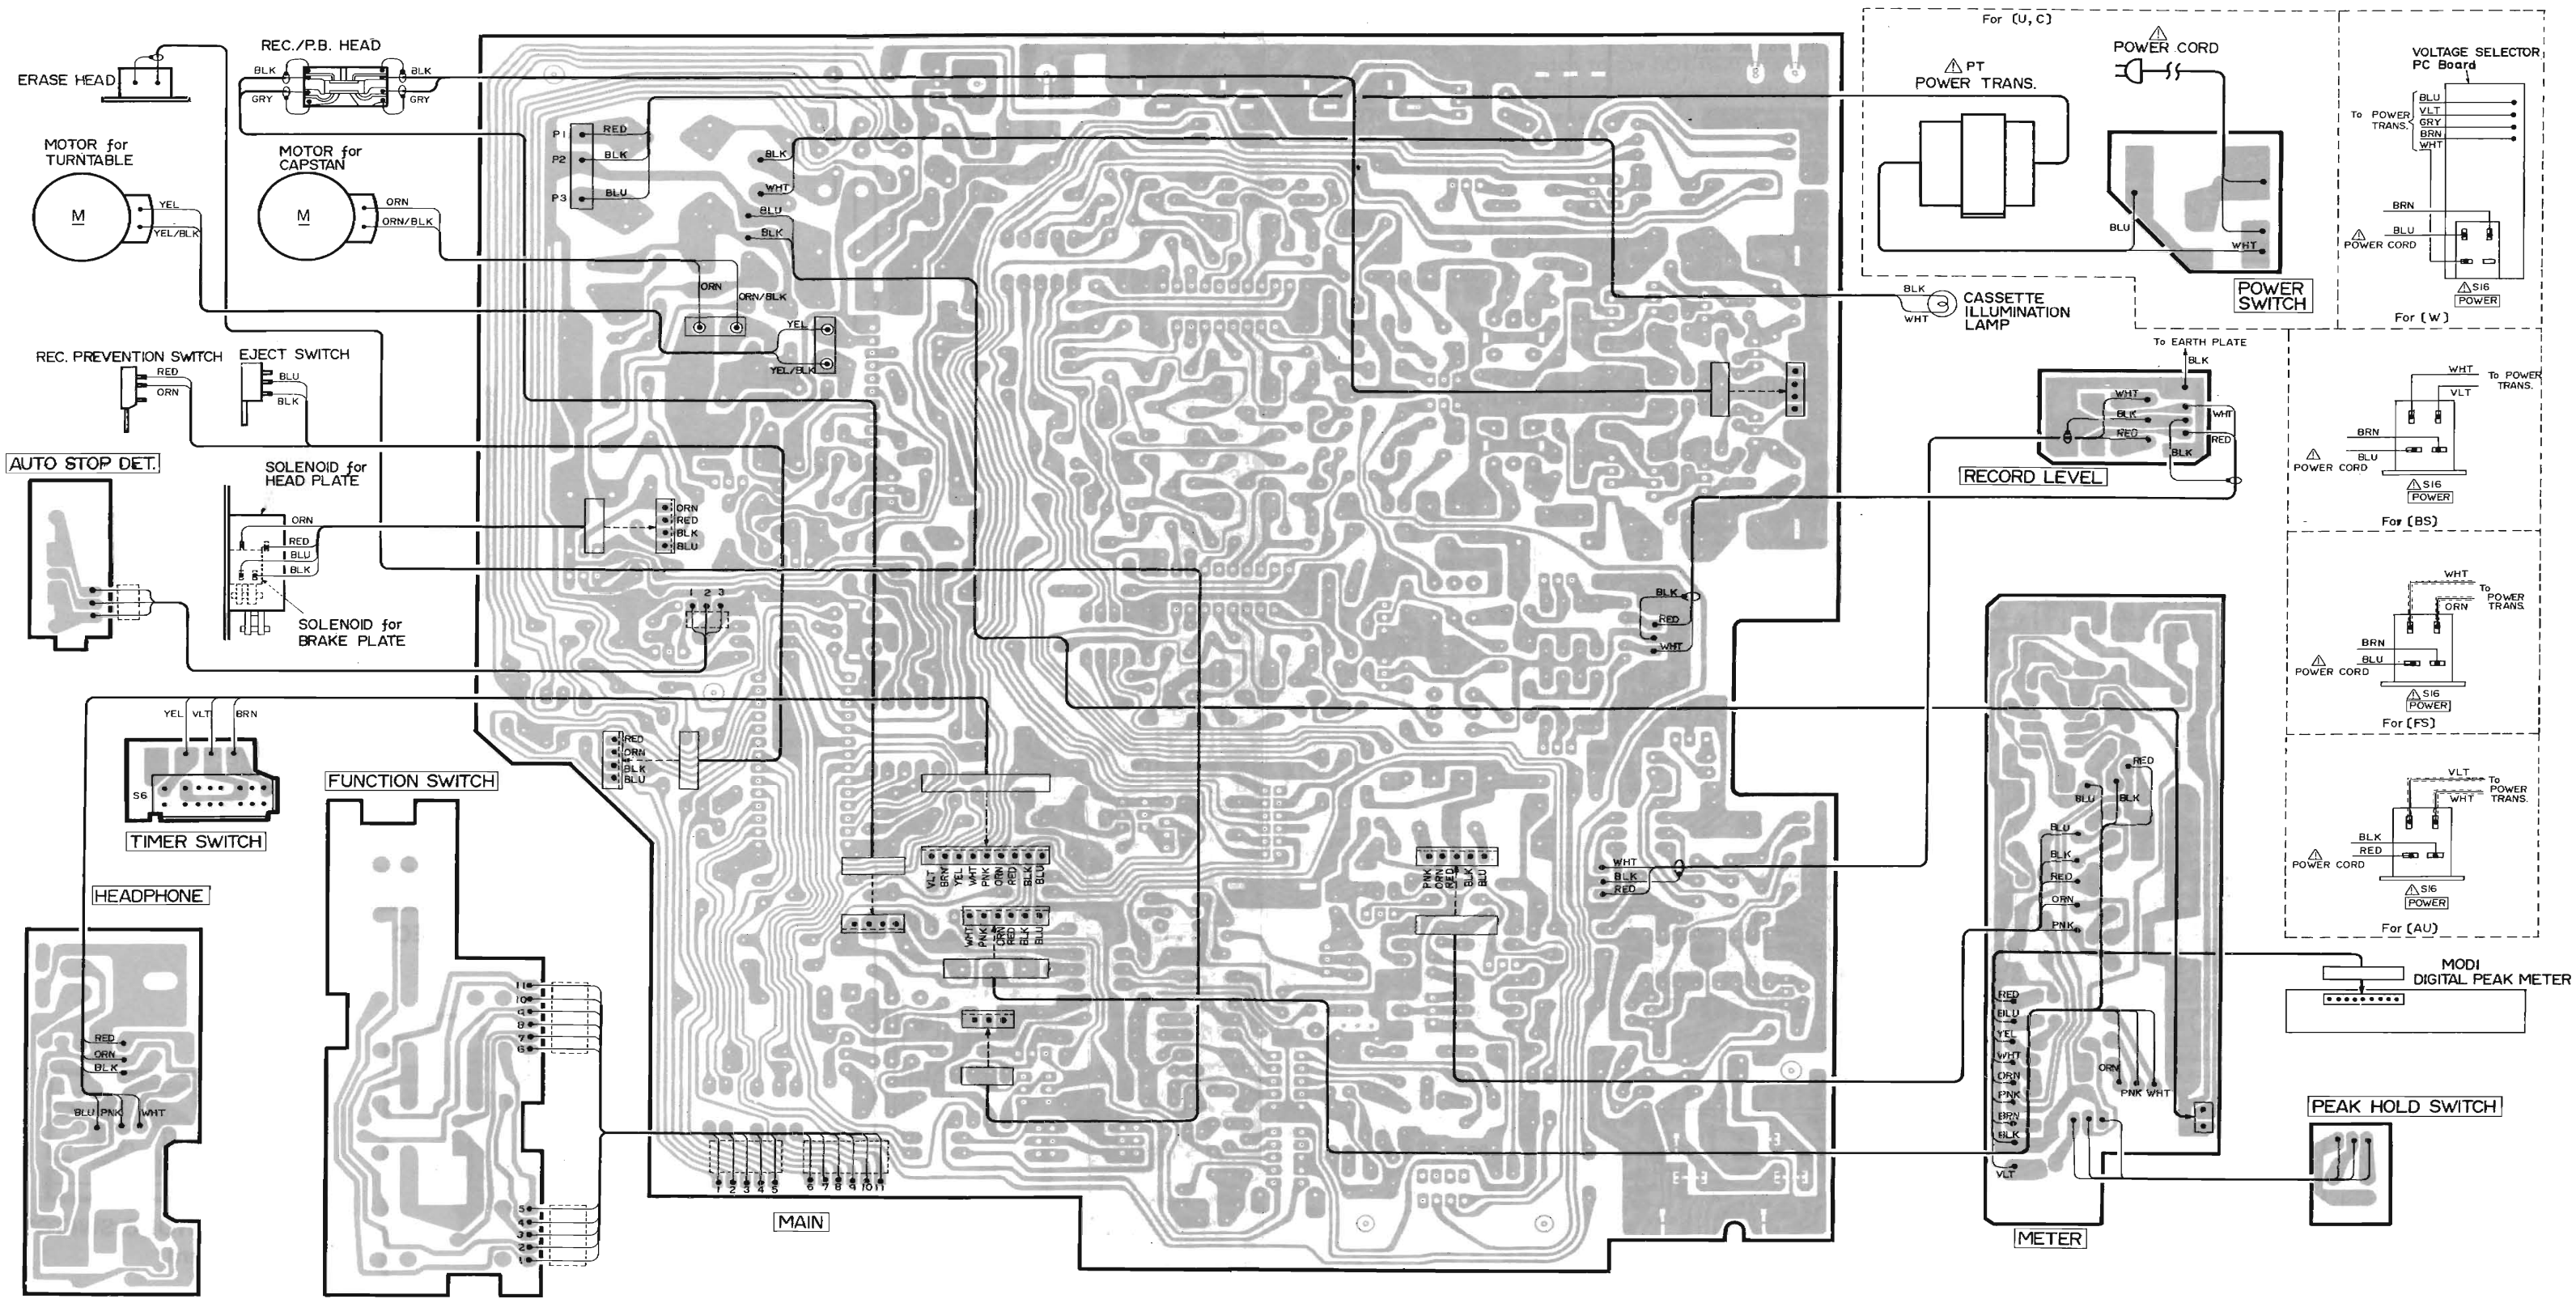 ERASE HEAD
REC./P.B. HEAD
BLK
GRY
BLK
GRY
MOTOR for
TURNTABLE
M
YEL
YEL/BLK
MOTOR for
CAPSTAN
M
ORN
ORN/BLK
REC. PREVENTION SWITCH
RED
ORN
EJECT SWITCH
BLU
BLK
AUTO STOP DET.
SOLENOID for
HEAD PLATE
ORN
RED
BLU
BLK
SOLENOID for
BRAKE PLATE
YEL VLT BRN
S6
TIMER SWITCH
FUNCTION SWITCH
11
10
9
8
7
6
5
4
3
2
1
HEADPHONE
RED
ORN
BLK
BLU PNK WHT
P1 RED
P2 BLK
P3 BLU
BLK
WHT
BLU
BLK
ORN
ORN/BLK
YEL
YEL/BLK
ORN
RED
BLK
BLU
1 2 3
RED
ORN
BLK
BLU
VLT
BRN
YEL
WHT
PNK
ORN
RED
BLK
BLU
WHT
PNK
ORN
RED
BLK
BLU
PNK
ORN
RED
BLK
BLU
BLK
RED
WHT
WHT
BLK
RED
1 2 3 4 5
6 7 8 9 10 11
MAIN
For (U, C)
⚠ PT
POWER TRANS.
⚠
POWER CORD
BLU
WHT
POWER
SWITCH
BLK
WHT
CASSETTE
ILLUMINATION
LAMP
VOLTAGE SELECTOR
PC Board
To POWER
TRANS.
BLU
VLT
GRY
BRN
WHT
BRN
BLU
⚠
POWER CORD
⚠ S16
POWER
For (W)
To EARTH PLATE
BLK
WHT
BLK
RED
WHT
RED
BLK
RECORD LEVEL
WHT
VLT
To POWER
TRANS.
BRN
BLU
⚠
POWER CORD
⚠ S16
POWER
For (BS)
WHT
ORN
To
POWER
TRANS
BRN
BLU
⚠
POWER CORD
⚠ S16
POWER
For (FS)
VLT
WHT
To
POWER
TRANS.
BLK
RED
⚠
POWER CORD
⚠ S16
POWER
For (AU)
RED
BLU
BLK
BLU
BLK
RED
ORN
PNK
RED
BLU
YEL
WHT
ORN
PNK
BRN
BLK
VLT
ORN
PNK WHT
METER
MOD1
DIGITAL PEAK METER
PEAK HOLD SWITCH